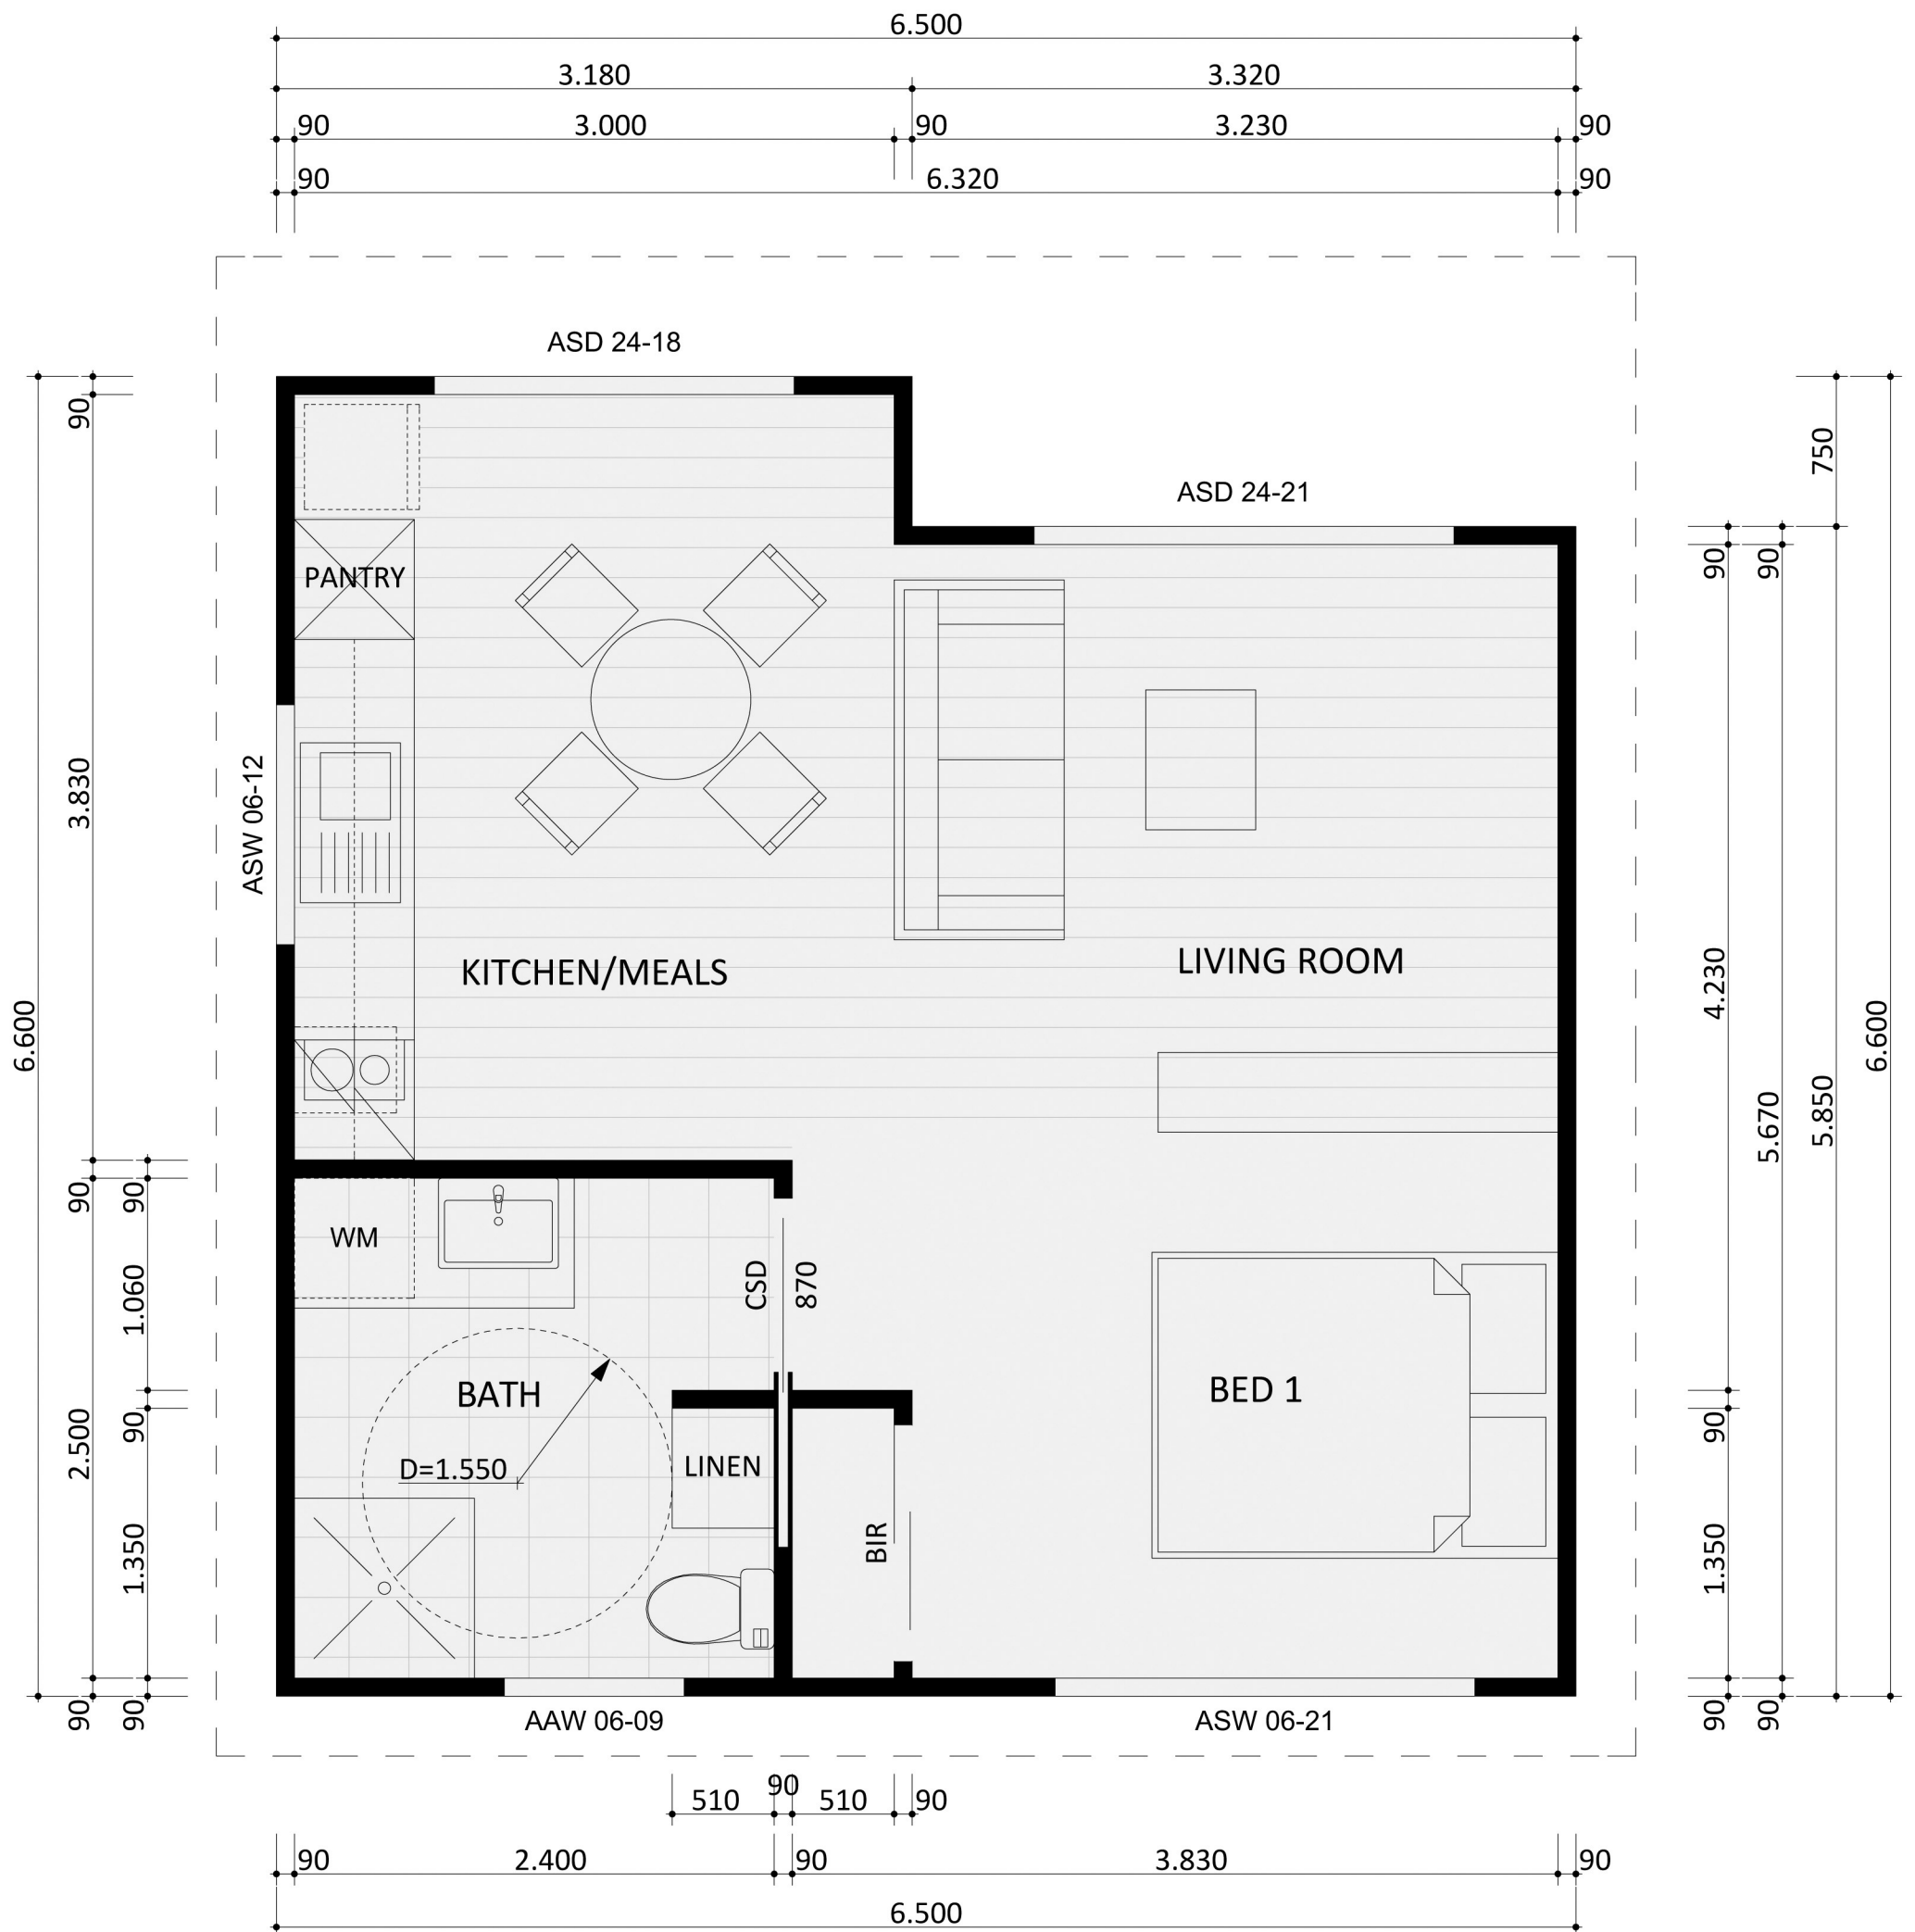 6.500
3.180
3.320
90
3.000
90
3.230
90
90
6.320
90
ASD 24-18
90
750
ASD 24-21
90
90
PANTRY
ASW 06-12
3.830
KITCHEN/MEALS
LIVING ROOM
4.230
6.600
6.600
5.670
5.850
90
90
WM
CSD
870
1.060
BATH
BED 1
2.500
90
90
D=1.550
LINEN
BIR
1.350
1.350
90
90
90
90
AAW 06-09
ASW 06-21
510
90
510
90
90
2.400
90
3.830
90
6.500